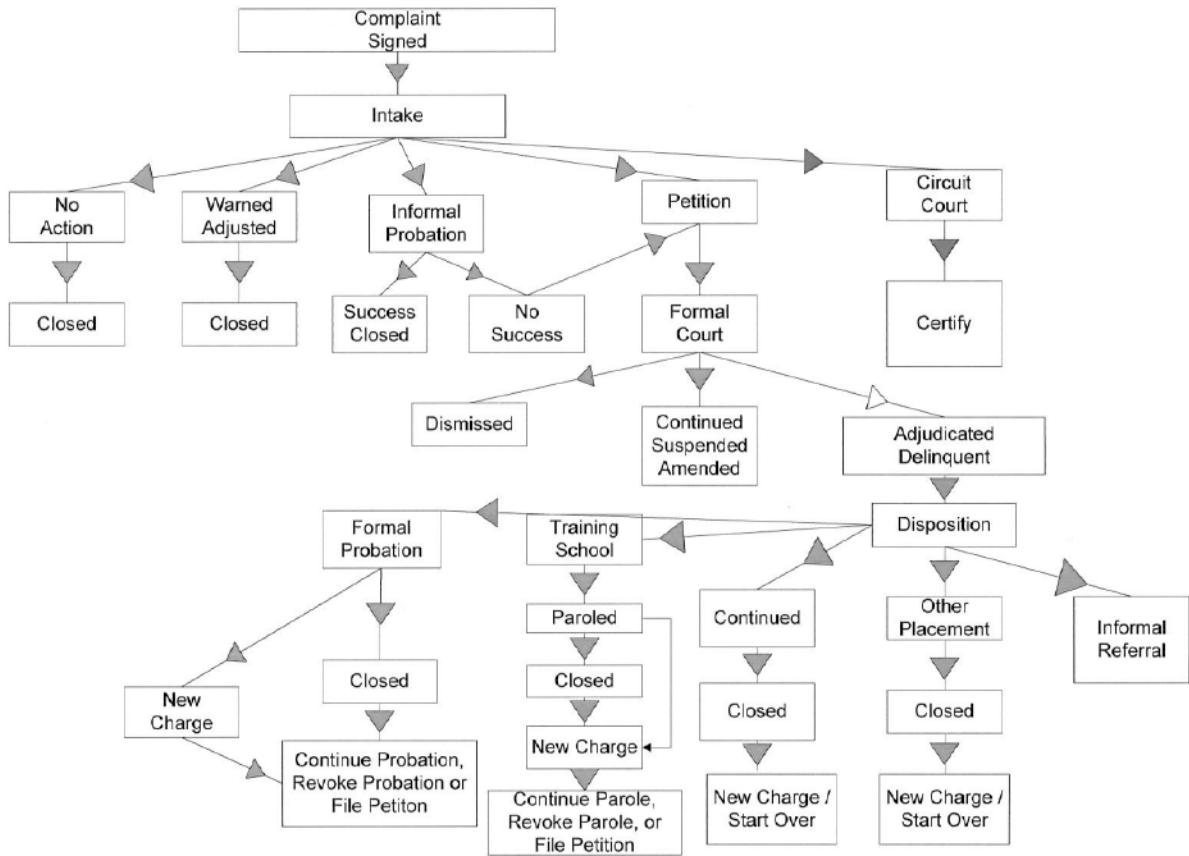 Complaint
Signed
Intake
No
Action
Warned
Adjusted
Informal
Probation
Petition
Circuit
Court
Closed
Closed
Success
Closed
No
Success
Formal
Court
Certify
Dismissed
Continued
Suspended
Amended
Adjudicated
Delinquent
Formal
Probation
Training
School
Disposition
Paroled
Continued
Other
Placement
Informal
Referral
New
Charge
Closed
Closed
Closed
Closed
New Charge
Continue Probation,
Revoke Probation or
File Petiton
Continue Parole,
Revoke Parole, or
File Petition
New Charge /
Start Over
New Charge /
Start Over